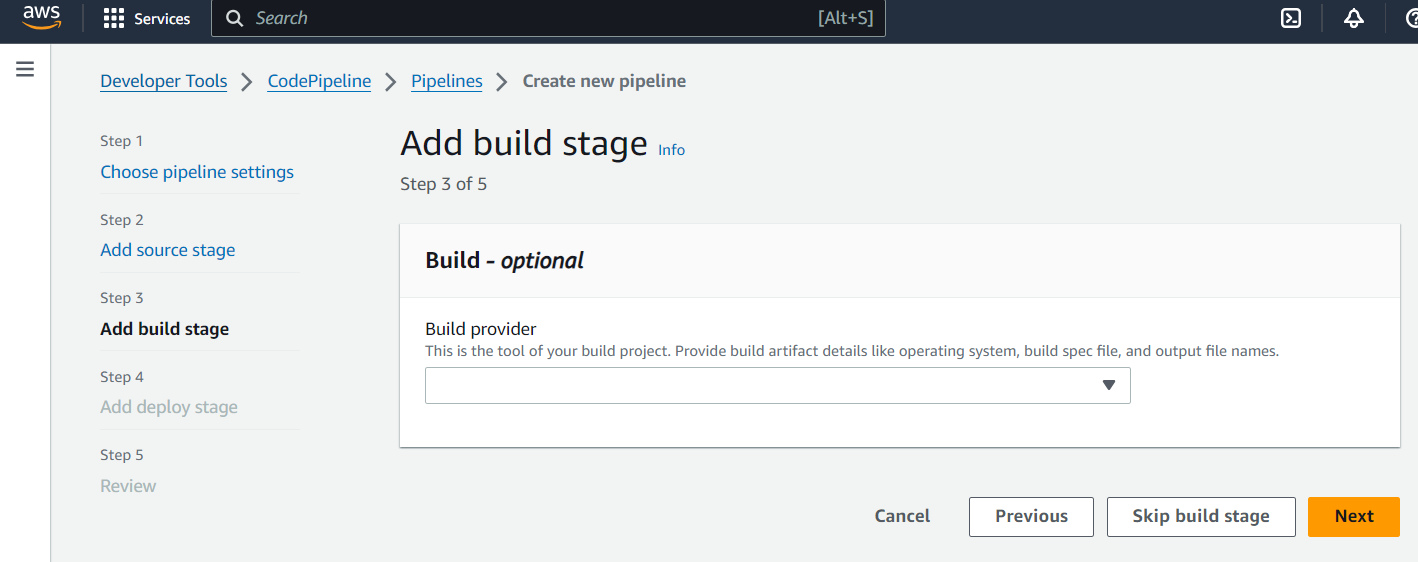 aws
Services
Search
[Alt+S]
Developer Tools
CodePipeline
Pipelines
Create new pipeline
Step 1
Choose pipeline settings
Step 2
Add source stage
Step 3
Add build stage
Step 4
Add deploy stage
Step 5
Review
Add build stage Info
Step 3 of 5
Build - optional
Build provider
This is the tool of your build project. Provide build artifact details like operating system, build spec file, and output file names.
Cancel
Previous
Skip build stage
Next